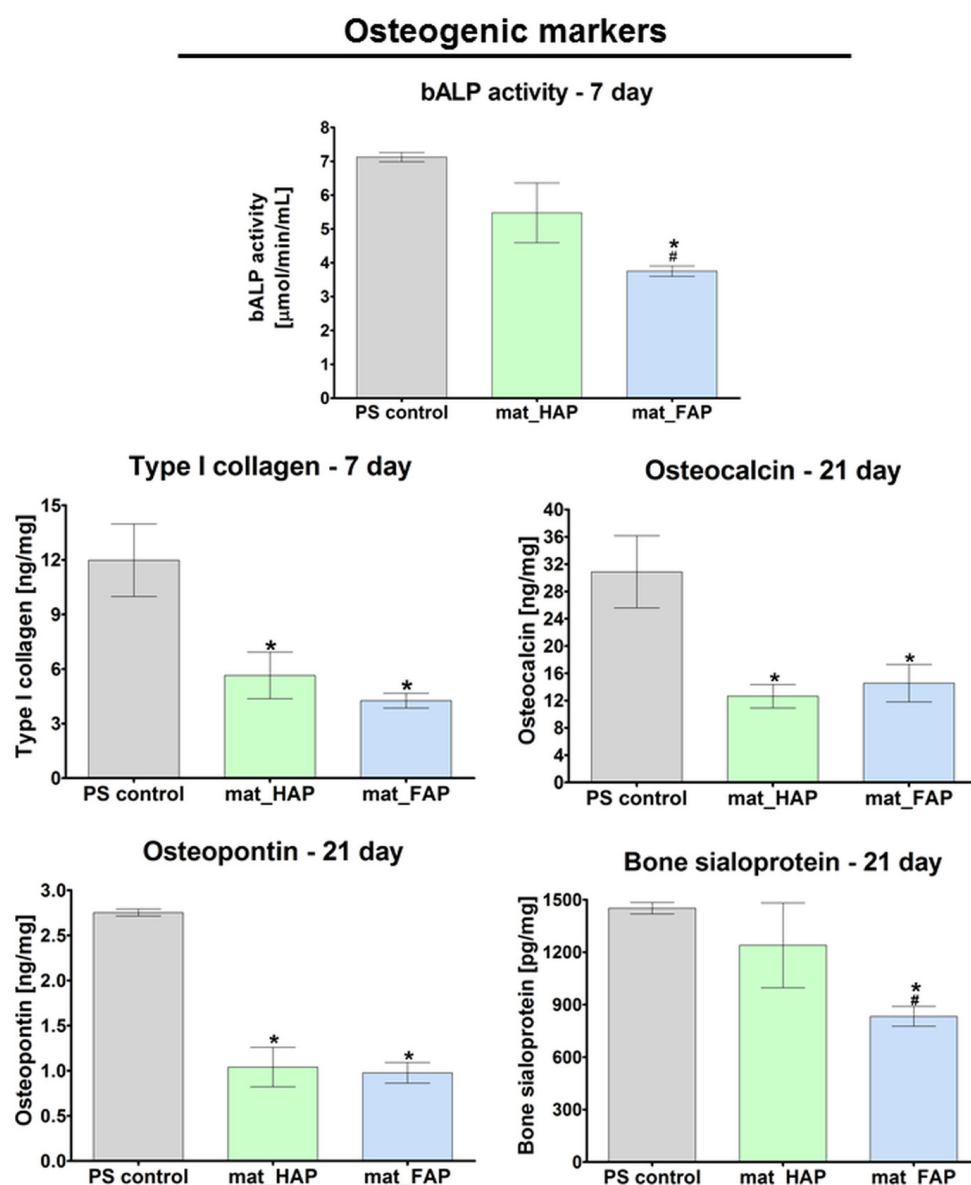 Osteogenic markers
bALP activity - 7 day
bALP activity
[μmol/min/mL]
8
7
6
5
4
3
2
1
0
*
#
PS control mat_HAP mat_FAP
Type I collagen - 7 day
Type I collagen [ng/mg]
15
12
9
6
3
0
*
*
PS control mat_HAP mat_FAP
Osteocalcin - 21 day
Osteocalcin [ng/mg]
40
36
32
28
24
20
16
12
8
4
0
*
*
PS control mat_HAP mat_FAP
Osteopontin - 21 day
Osteopontin [ng/mg]
3.0
2.5
2.0
1.5
1.0
0.5
0.0
*
*
PS control mat_HAP mat_FAP
Bone sialoprotein - 21 day
Bone sialoprotein [pg/mg]
1500
1200
900
600
300
0
*
#
PS control mat_HAP mat_FAP